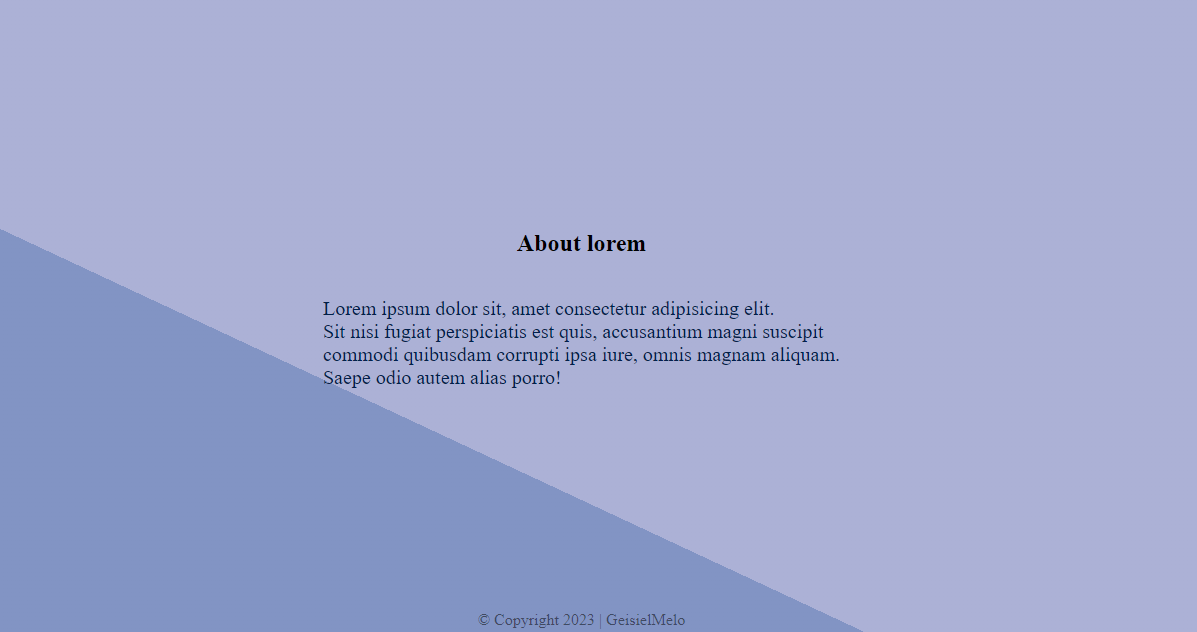 About lorem
Lorem ipsum dolor sit, amet consectetur adipisicing elit.
Sit nisi fugiat perspiciatis est quis, accusantium magni suscipit
commodi quibusdam corrupti ipsa iure, omnis magnam aliquam.
Saepe odio autem alias porro!
© Copyright 2023 | GeisielMelo